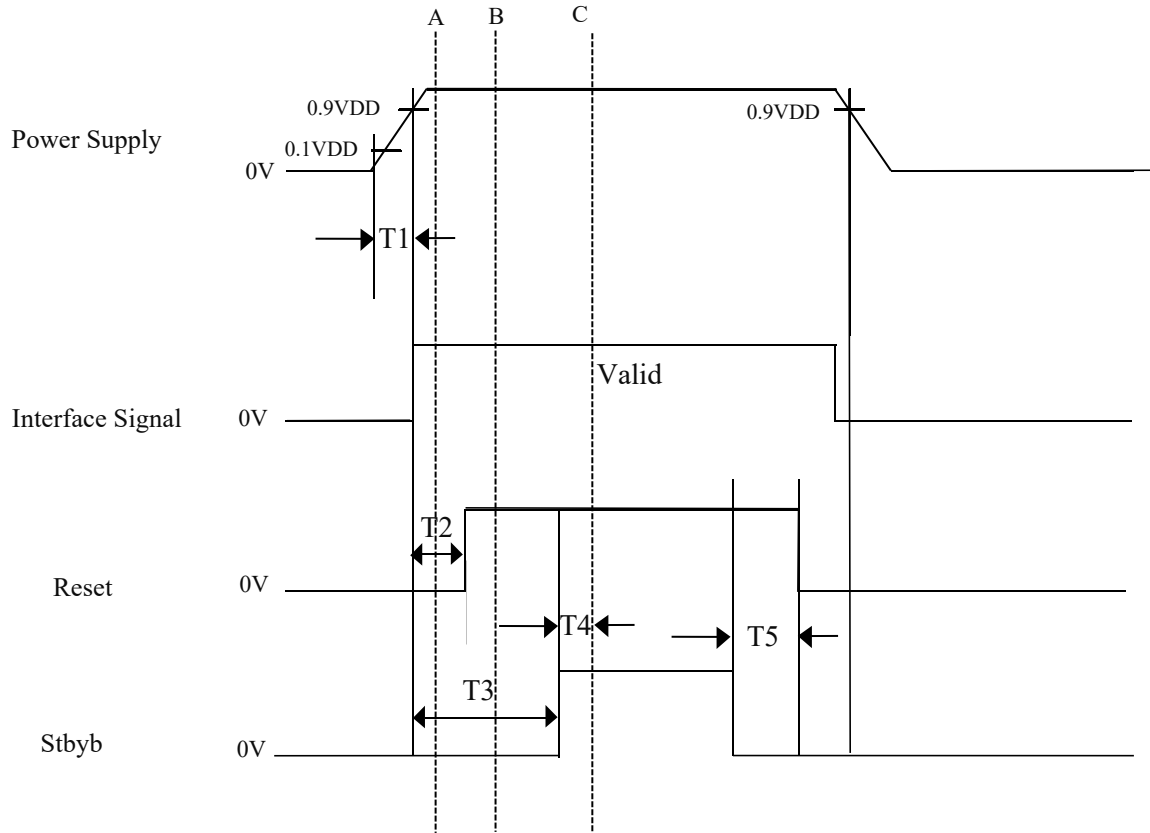 A B C
0.9VDD 0.9VDD
Power Supply
0.1VDD
0V
T1
Valid
Interface Signal 0V
T2
Reset 0V
T4 T5
T3
Stbyb 0V